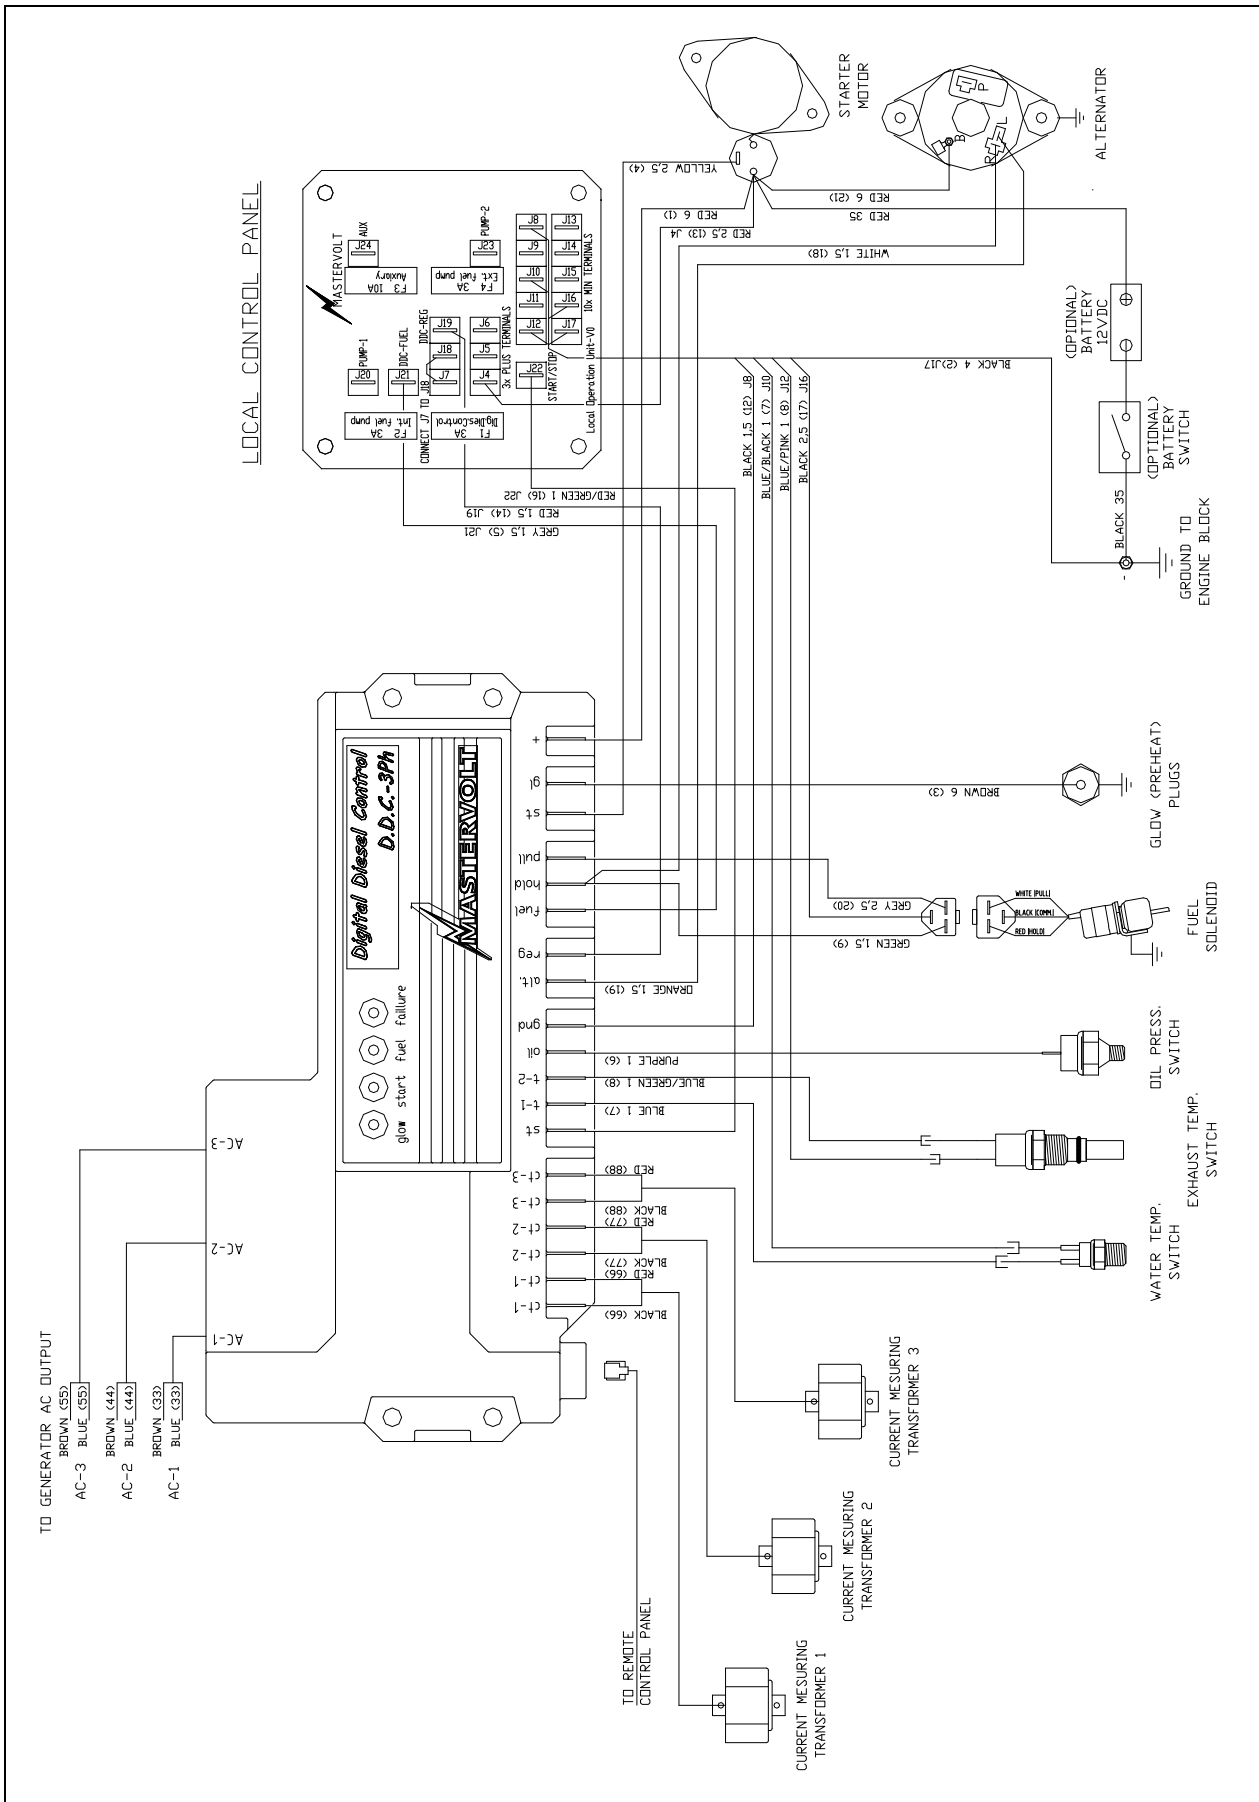 LOCAL CONTROL PANEL
MASTERVOLT
J24
AUX
F3 10A
Auxiliary
J23
PUMP-2
F4 3A
Ext. Fuel pump
J20
PUMP-1
J21
DDC-FUEL
F2 3A
Int. Fuel pump
CONNECT J7 TO J18
DDC-REG
J19
J18
J7
F1 3A
Dig.Dies.Control
J6
J5
J4
3x PLUS TERMINALS
J8
J9
J10
J11
J12
J13
J14
J15
J16
J17
10x MIN TERMINALS
J22
START/STOP
Local Operation Unit-V0
RED/GREEN 1 (16) J22
RED 1,5 (14) J19
GREY 1,5 (5) J21
YELLOW 2,5 (4)
RED 6 (1)
RED 2,5 (13) J4
WHITE 1,5 (18)
RED 6 (21)
RED 35
STARTER
MOTOR
P
B
R
L
ALTERNATOR
(OPIONAL)
BATTERY
12VDC
(OPTIONAL)
BATTERY
SWITCH
BLACK 4 (2)J17
BLACK 1,5 (12) J8
BLUE/BLACK 1 (7) J10
BLUE/PINK 1 (8) J12
BLACK 2,5 (17) J16
BLACK 35
GROUND TO
ENGINE BLOCK
Digital Diesel Control
D.D.C.-3Ph
MASTERVOLT
glow start fuel faillure
+
gl
st
pull
hold
fuel
reg
alt.
gnd
oil
t-2
t-1
st
ct-3
ct-3
ct-2
ct-2
ct-1
ct-1
AC-3
AC-2
AC-1
BROWN 6 (3)
GLOW (PREHEAT)
PLUGS
GREY 2,5 (20)
GREEN 1,5 (9)
WHITE (PULL)
BLACK (COMM.)
RED (HOLD)
FUEL
SOLENOID
ORANGE 1,5 (19)
PURPLE 1 (6)
BLUE/GREEN 1 (8)
BLUE 1 (7)
OIL PRESS.
SWITCH
EXHAUST TEMP.
SWITCH
WATER TEMP.
SWITCH
RED (88)
BLACK (88)
RED (77)
BLACK (77)
RED (66)
BLACK (66)
TO GENERATOR AC OUTPUT
BROWN (55)
AC-3 BLUE (55)
BROWN (44)
AC-2 BLUE (44)
BROWN (33)
AC-1 BLUE (33)
TO REMOTE
CONTROL PANEL
CURRENT MESURING
TRANSFORMER 3
CURRENT MESURING
TRANSFORMER 2
CURRENT MESURING
TRANSFORMER 1